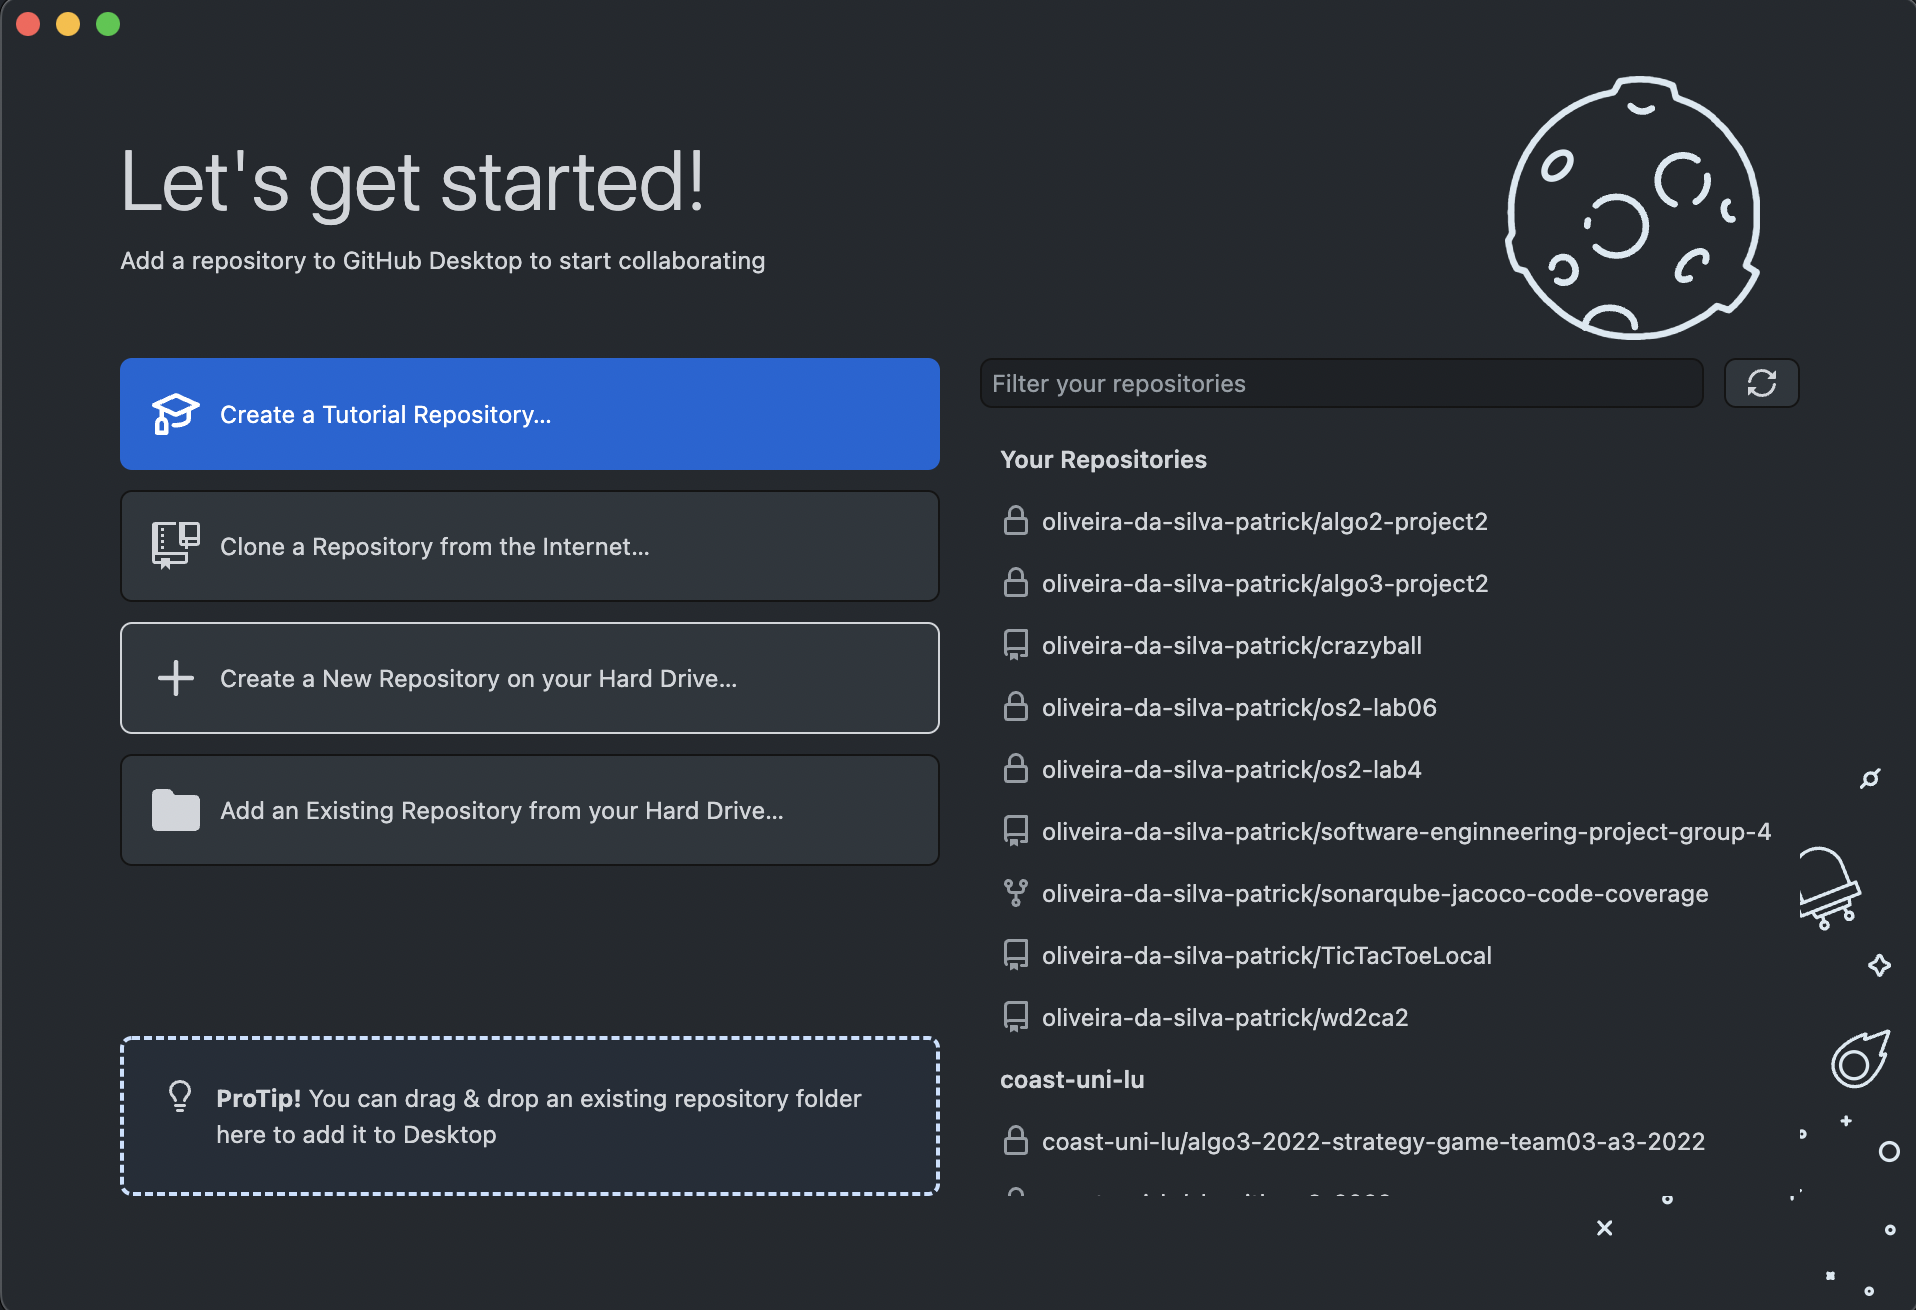 Let's get started!
Add a repository to GitHub Desktop to start collaborating
Create a Tutorial Repository...
Clone a Repository from the Internet...
Create a New Repository on your Hard Drive...
Add an Existing Repository from your Hard Drive...
ProTip! You can drag & drop an existing repository folder
here to add it to Desktop
Filter your repositories
Your Repositories
oliveira-da-silva-patrick/algo2-project2
oliveira-da-silva-patrick/algo3-project2
oliveira-da-silva-patrick/crazyball
oliveira-da-silva-patrick/os2-lab06
oliveira-da-silva-patrick/os2-lab4
oliveira-da-silva-patrick/software-enginneering-project-group-4
oliveira-da-silva-patrick/sonarqube-jacoco-code-coverage
oliveira-da-silva-patrick/TicTacToeLocal
oliveira-da-silva-patrick/wd2ca2
coast-uni-lu
coast-uni-lu/algo3-2022-strategy-game-team03-a3-2022